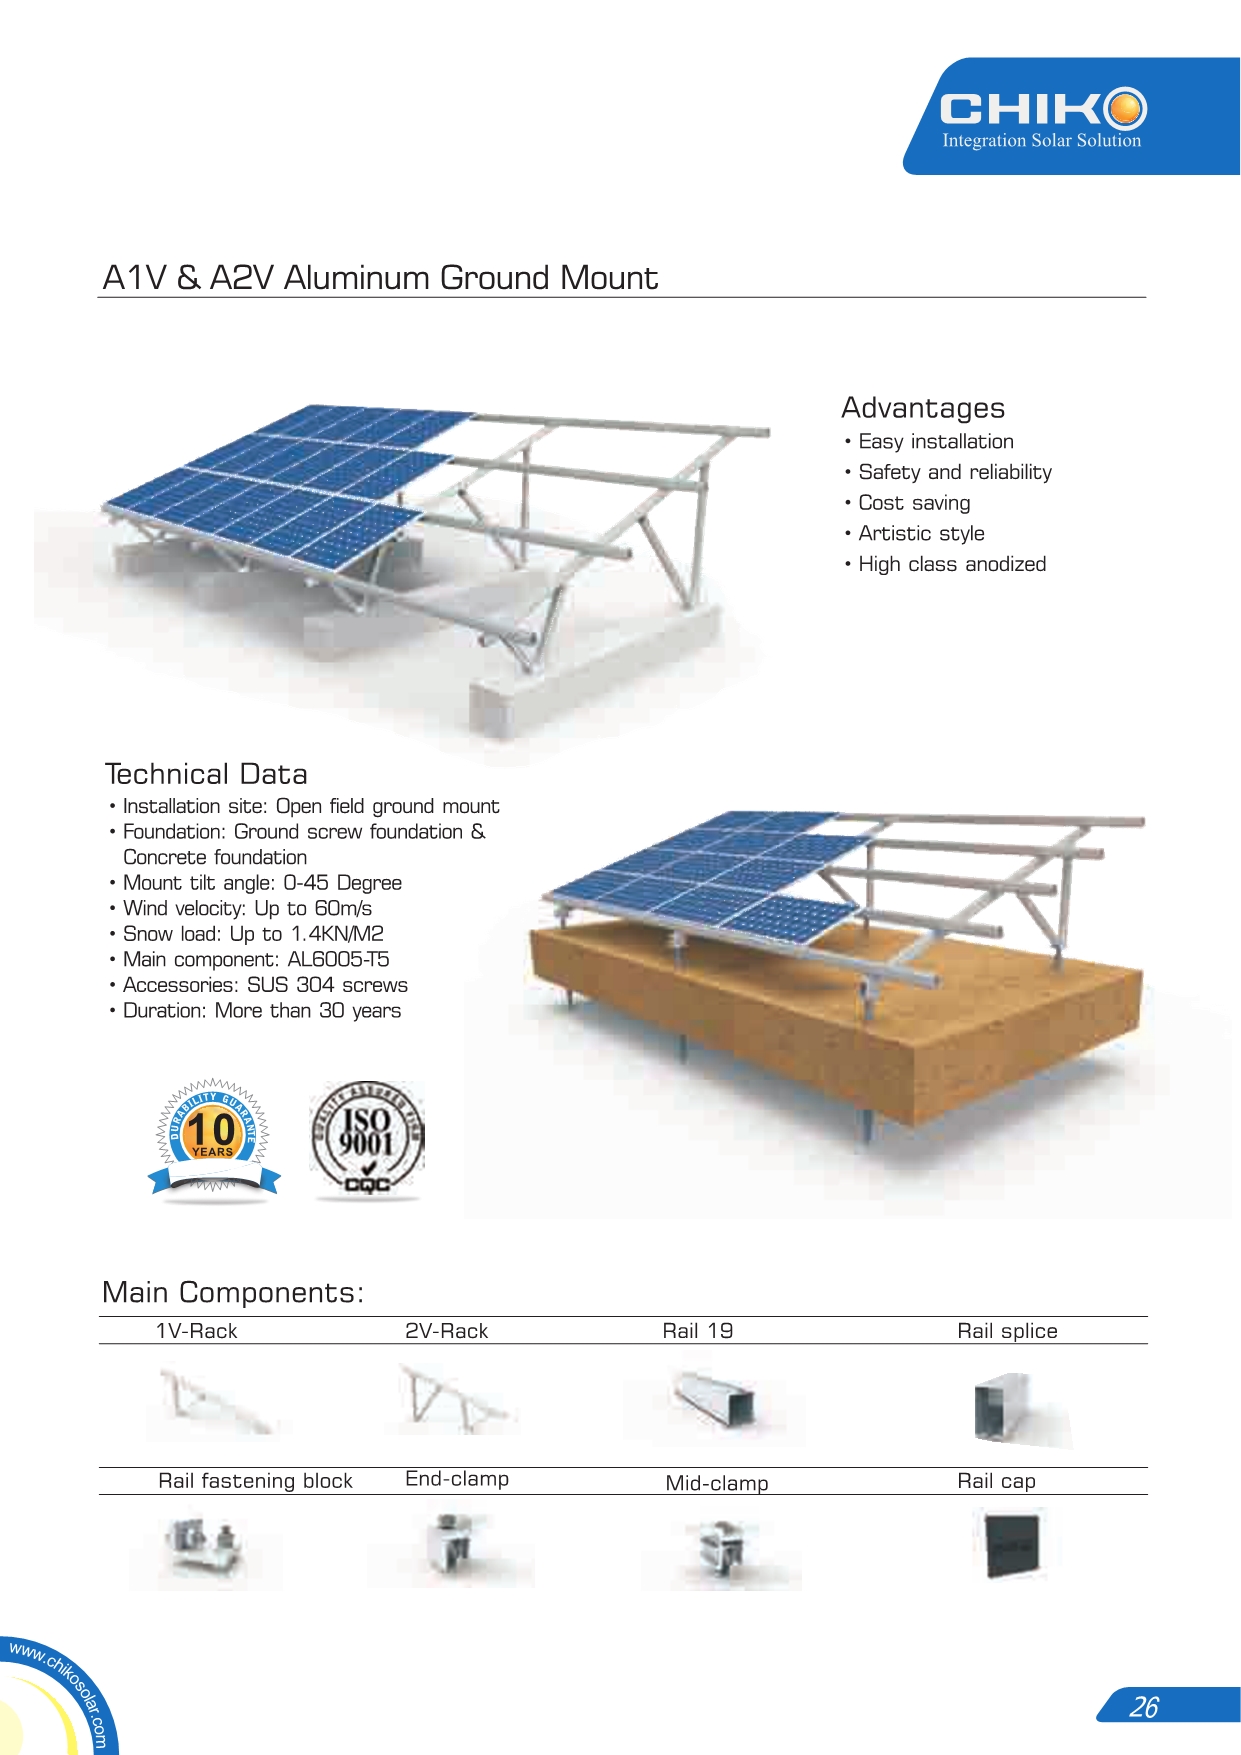 CHIKO
Integration Solar Solution
A1V & A2V Aluminum Ground Mount
Advantages
• Easy installation
• Safety and reliability
• Cost saving
• Artistic style
• High class anodized
Technical Data
• Installation site: Open field ground mount
• Foundation: Ground screw foundation &
Concrete foundation
• Mount tilt angle: 0-45 Degree
• Wind velocity: Up to 60m/s
• Snow load: Up to 1.4KN/M2
• Main component: AL6005-T5
• Accessories: SUS 304 screws
• Duration: More than 30 years
DURABILITY GUARANTE
10
YEARS
QUALITY ASSURED FIRM
ISO
9001
CQC
Main Components:
1V-Rack 2V-Rack Rail 19 Rail splice
Rail fastening block End-clamp Mid-clamp Rail cap
www.chikosolar.com
26